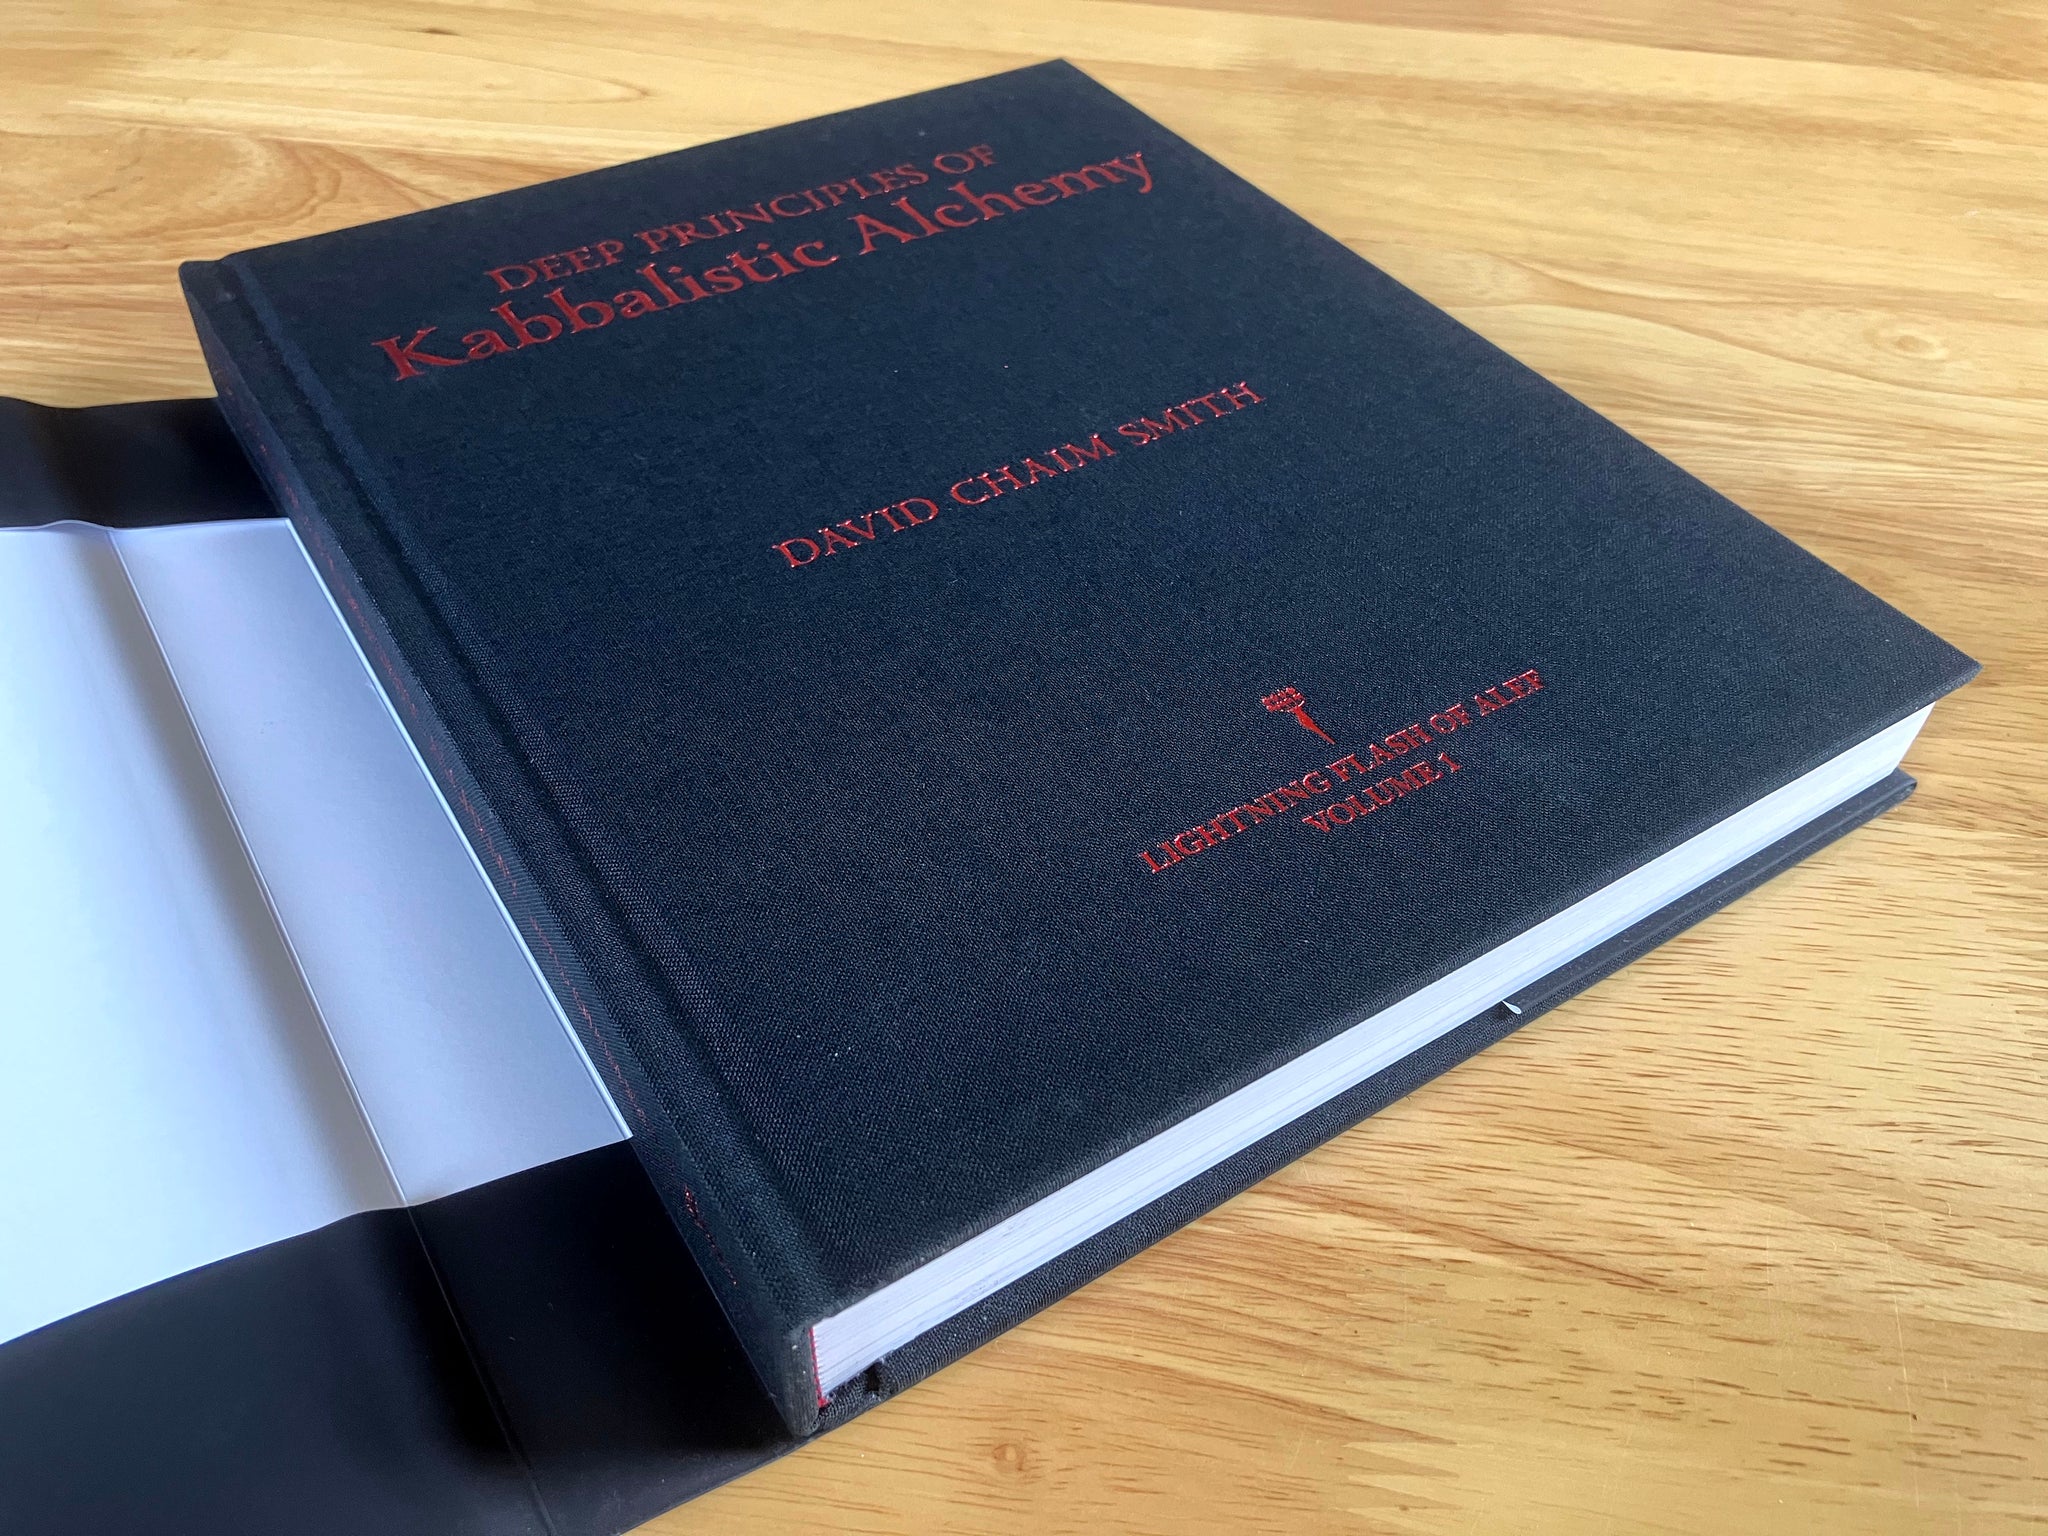 DEEP PRINCIPLES OF
Kabbalistic Alchemy
DAVID CHAIM SMITH
LIGHTNING FLASH OF ALEF
VOLUME 1